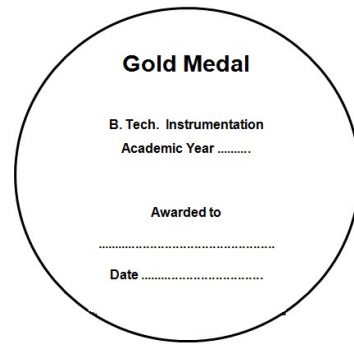 Gold Medal
B. Tech. Instrumentation
Academic Year ..........
Awarded to
.....................................................
Date .....................................